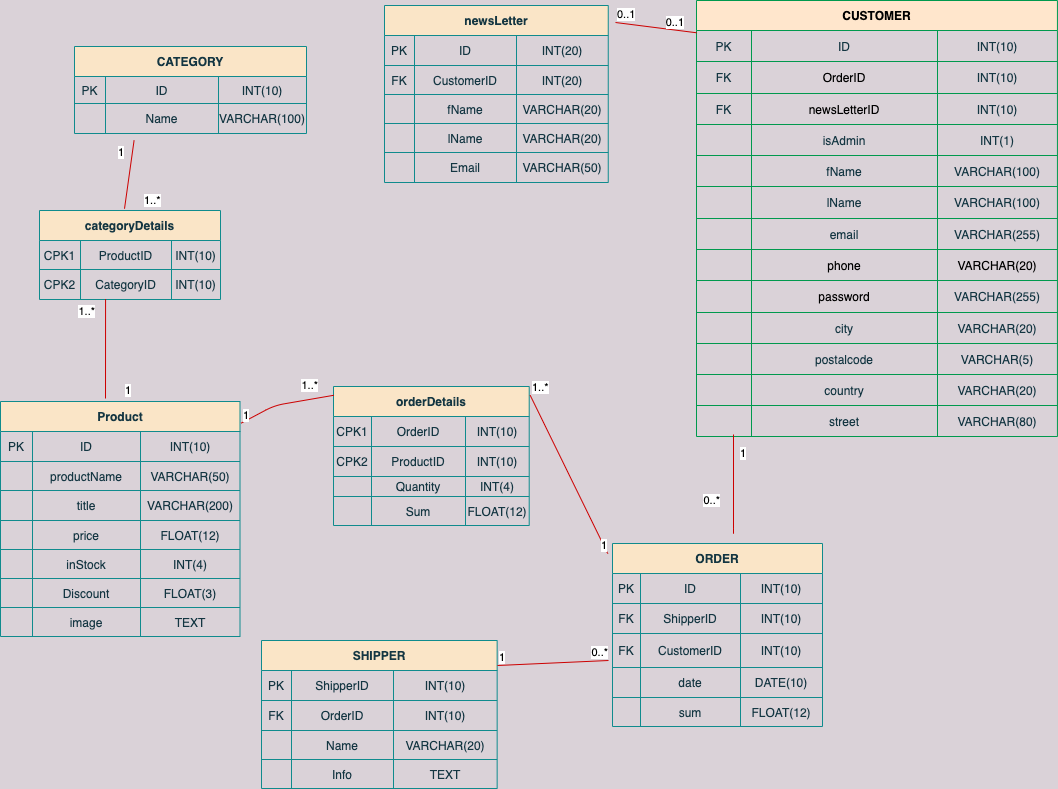 newsLetter
PK ID INT(20)
FK CustomerID INT(20)
fName VARCHAR(20)
lName VARCHAR(20)
Email VARCHAR(50)
0..1
0..1
CUSTOMER
PK ID INT(10)
FK OrderID INT(10)
FK newsLetterID INT(10)
isAdmin INT(1)
fName VARCHAR(100)
lName VARCHAR(100)
email VARCHAR(255)
phone VARCHAR(20)
password VARCHAR(255)
city VARCHAR(20)
postalcode VARCHAR(5)
country VARCHAR(20)
street VARCHAR(80)
CATEGORY
PK ID INT(10)
Name VARCHAR(100)
1
1..*
categoryDetails
CPK1 ProductID INT(10)
CPK2 CategoryID INT(10)
1..*
1
Product
PK ID INT(10)
productName VARCHAR(50)
title VARCHAR(200)
price FLOAT(12)
inStock INT(4)
Discount FLOAT(3)
image TEXT
1
1..*
orderDetails
CPK1 OrderID INT(10)
CPK2 ProductID INT(10)
Quantity INT(4)
Sum FLOAT(12)
1..*
1
1
0..*
ORDER
PK ID INT(10)
FK ShipperID INT(10)
FK CustomerID INT(10)
date DATE(10)
sum FLOAT(12)
0..*
1
SHIPPER
PK ShipperID INT(10)
FK OrderID INT(10)
Name VARCHAR(20)
Info TEXT